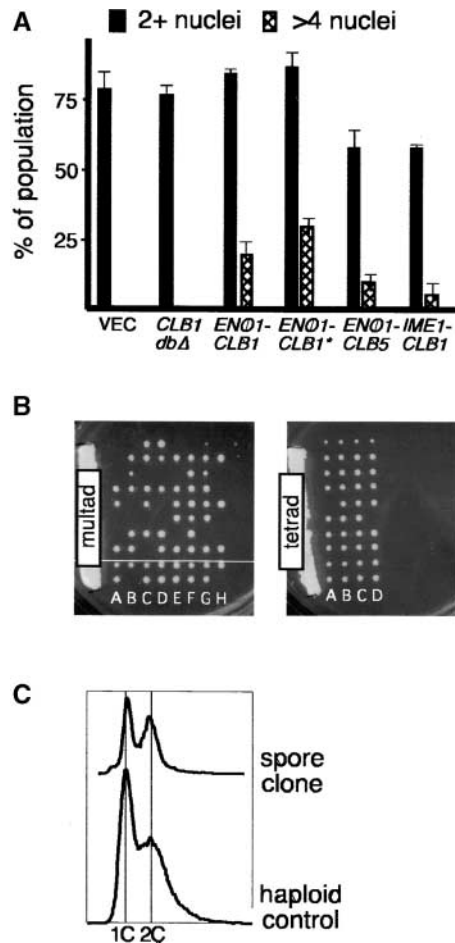 A
2+ nuclei >4 nuclei
% of population
75
50
25
VEC CLB1 dbΔ ENO1-CLB1 ENO1-CLB1* ENO1-CLB5 IME1-CLB1
B
multad
A B C D E F G H
tetrad
A B C D
C
spore clone
haploid control
1C 2C